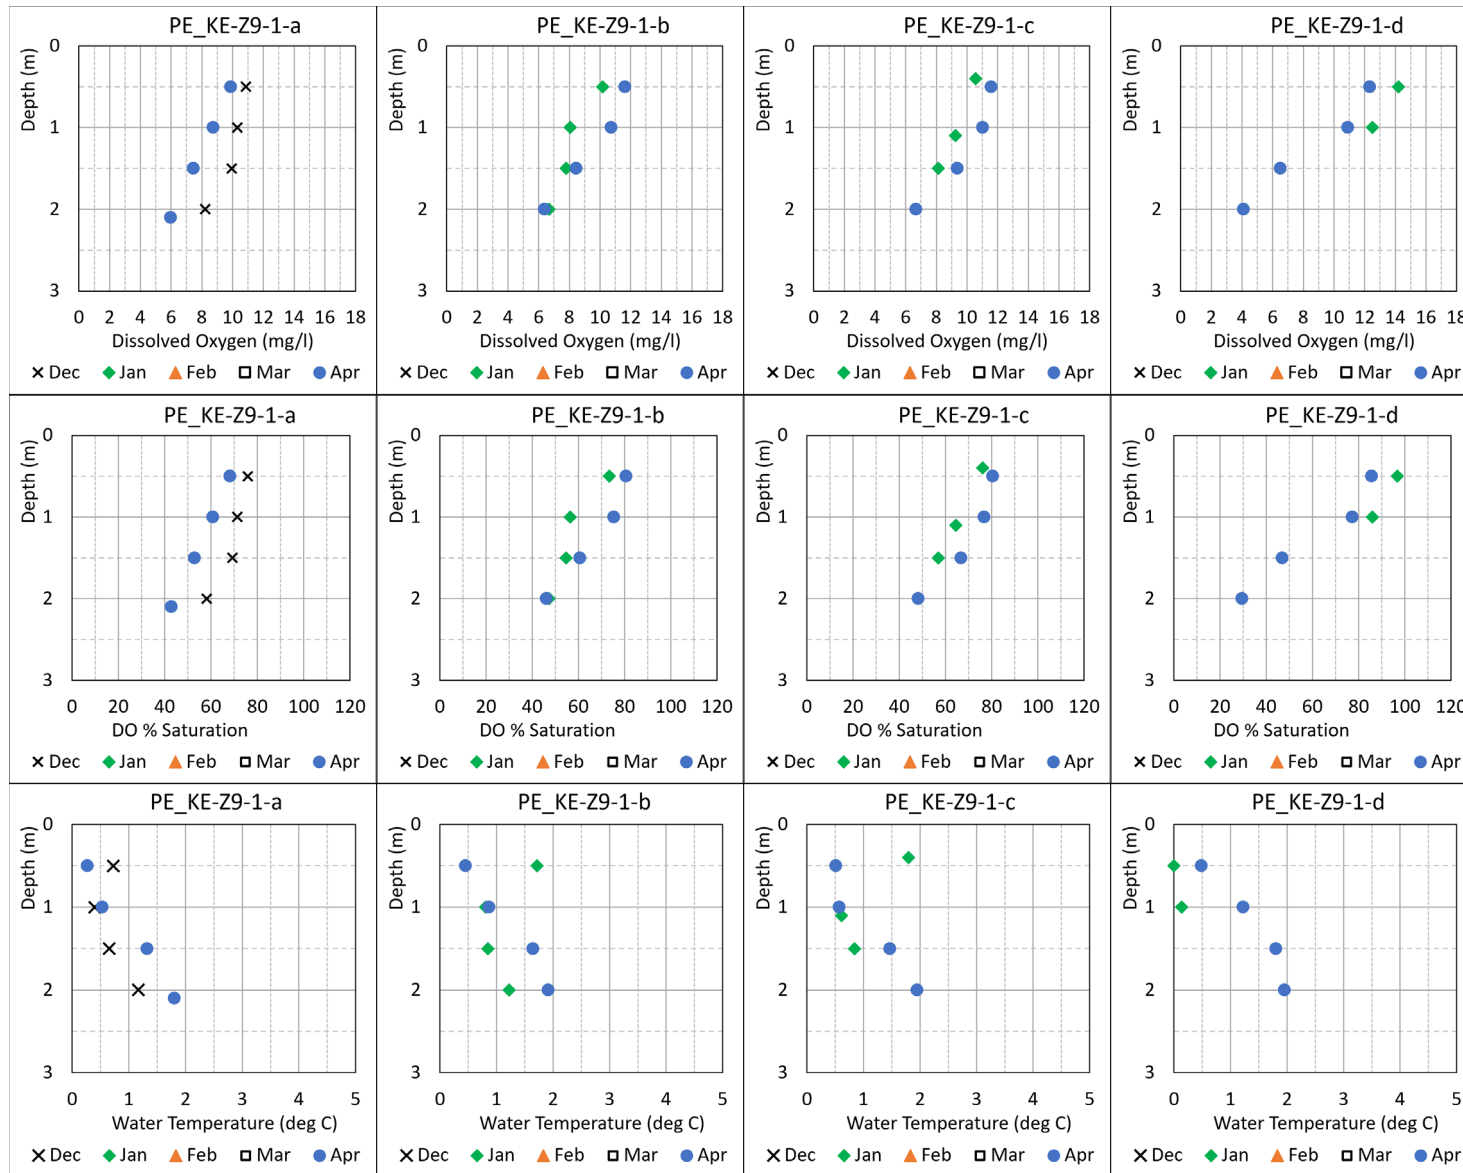 PE_KE-Z9-1-a
0
1
2
3
Depth (m)
0 2 4 6 8 10 12 14 16 18
Dissolved Oxygen (mg/l)
Dec Jan Feb Mar Apr
PE_KE-Z9-1-b
0
1
2
3
Depth (m)
0 2 4 6 8 10 12 14 16 18
Dissolved Oxygen (mg/l)
Dec Jan Feb Mar Apr
PE_KE-Z9-1-c
0
1
2
3
Depth (m)
0 2 4 6 8 10 12 14 16 18
Dissolved Oxygen (mg/l)
Dec Jan Feb Mar Apr
PE_KE-Z9-1-d
0
1
2
3
Depth (m)
0 2 4 6 8 10 12 14 16 18
Dissolved Oxygen (mg/l)
Dec Jan Feb Mar Apr
PE_KE-Z9-1-a
0
1
2
3
Depth (m)
0 20 40 60 80 100 120
DO % Saturation
Dec Jan Feb Mar Apr
PE_KE-Z9-1-b
0
1
2
3
Depth (m)
0 20 40 60 80 100 120
DO % Saturation
Dec Jan Feb Mar Apr
PE_KE-Z9-1-c
0
1
2
3
Depth (m)
0 20 40 60 80 100 120
DO % Saturation
Dec Jan Feb Mar Apr
PE_KE-Z9-1-d
0
1
2
3
Depth (m)
0 20 40 60 80 100 120
DO % Saturation
Dec Jan Feb Mar Apr
PE_KE-Z9-1-a
0
1
2
3
Depth (m)
0 1 2 3 4 5
Water Temperature (deg C)
Dec Jan Feb Mar Apr
PE_KE-Z9-1-b
0
1
2
3
Depth (m)
0 1 2 3 4 5
Water Temperature (deg C)
Dec Jan Feb Mar Apr
PE_KE-Z9-1-c
0
1
2
3
Depth (m)
0 1 2 3 4 5
Water Temperature (deg C)
Dec Jan Feb Mar Apr
PE_KE-Z9-1-d
0
1
2
3
Depth (m)
0 1 2 3 4 5
Water Temperature (deg C)
Dec Jan Feb Mar Apr